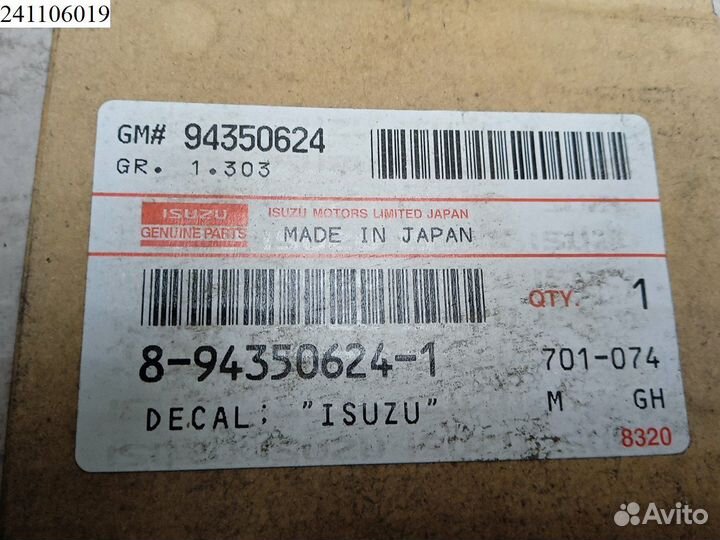 241106019
GM# 94350624
GR. 1.303
ISUZU GENUINE PARTS
ISUZU MOTORS LIMITED JAPAN
MADE IN JAPAN
QTY. 1
8-94350624-1
701-074
DECAL; "ISUZU"
M GH
8320
Avito